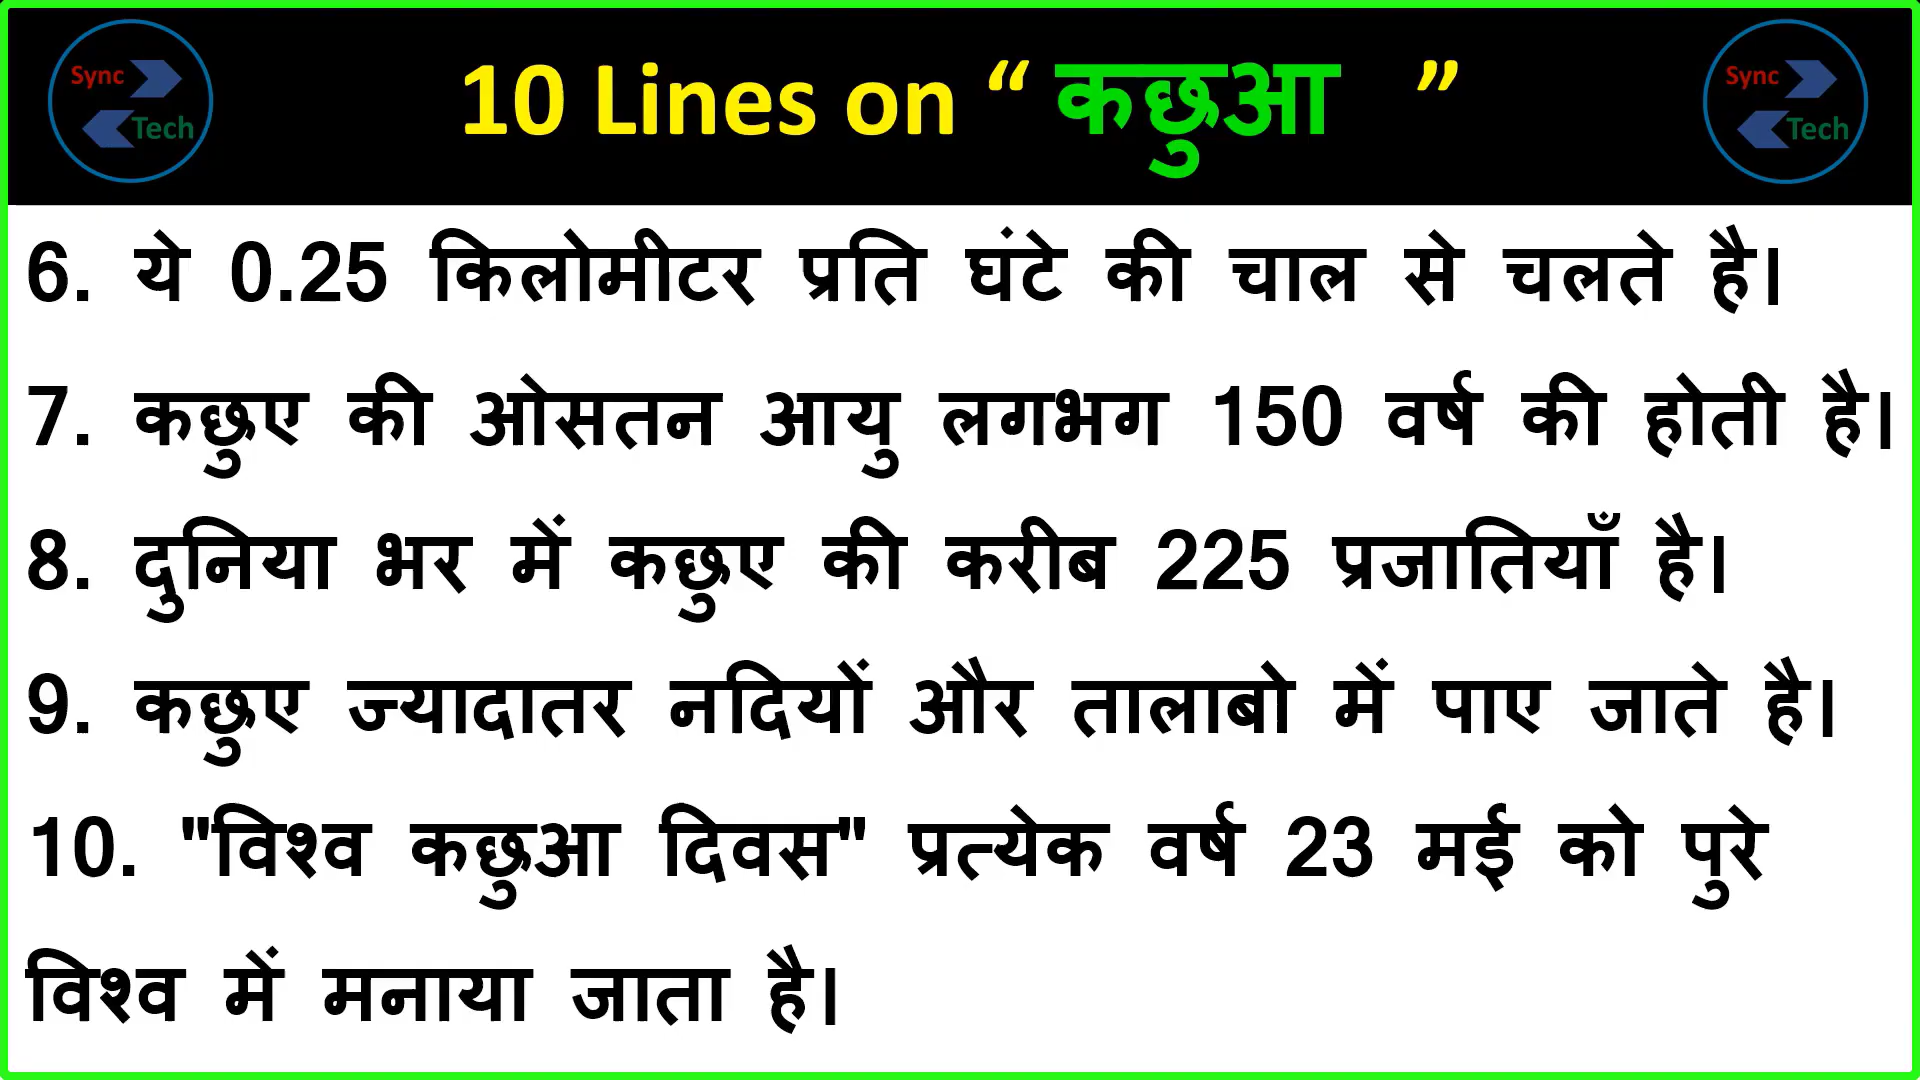 Sync
Tech
10 Lines on “ कछुआ ”
Sync
Tech
6. ये 0.25 किलोमीटर प्रति घंटे की चाल से चलते है।
7. कछुए की ओसतन आयु लगभग 150 वर्ष की होती है।
8. दुनिया भर में कछुए की करीब 225 प्रजातियाँ है।
9. कछुए ज्यादातर नदियों और तालाबो में पाए जाते है।
10. "विश्व कछुआ दिवस" प्रत्येक वर्ष 23 मई को पुरे
विश्व में मनाया जाता है।